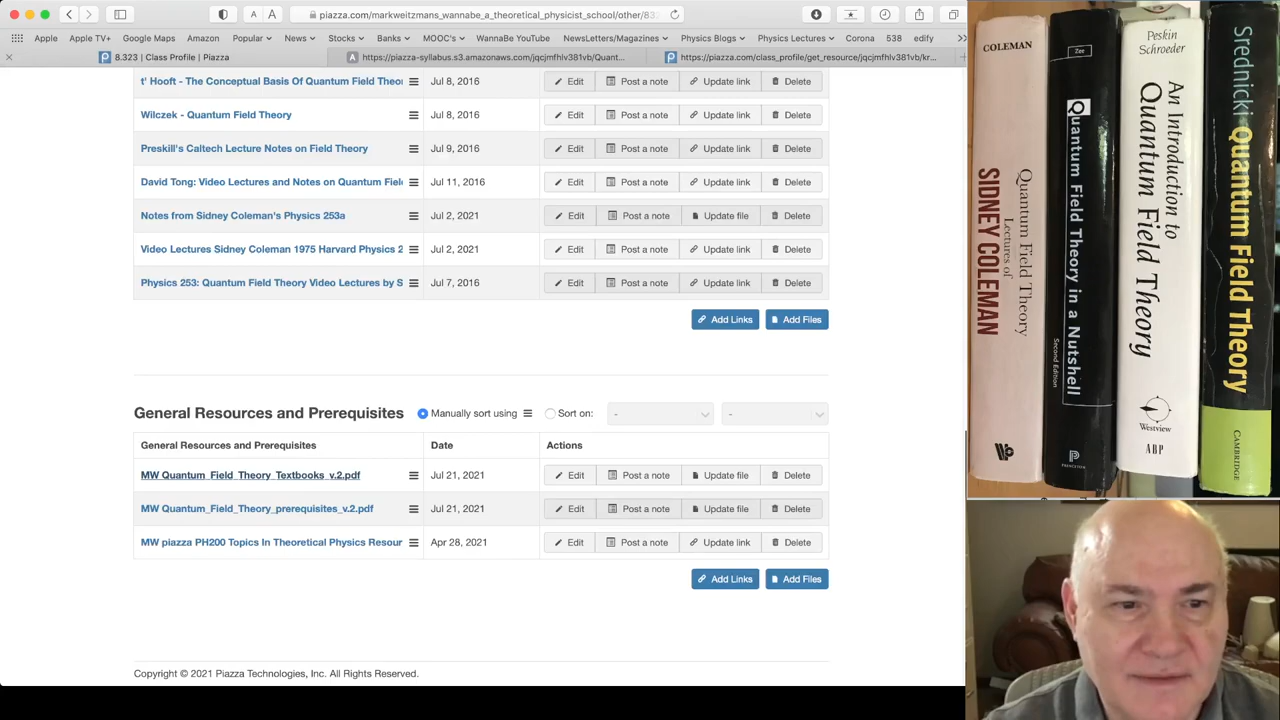 piazza.com/markweitzmans_wannabe_a_theoretical_physicist_school/other/83
A A
Apple Apple TV+ Google Maps Amazon Popular News Stocks Banks MOOC's WannaBe YouTube NewsLetters/Magazines Physics Blogs Physics Lectures Corona 538 edify
8.323 | Class Profile | Piazza
https://piazza-syllabus.s3.amazonaws.com/jqcjmfhlv381vb/Quant...
https://piazza.com/class_profile/get_resource/jqcjmfhlv381vb/kr...
t' Hooft - The Conceptual Basis Of Quantum Field Theor Jul 8, 2016 Edit Post a note Update link Delete
Wilczek - Quantum Field Theory Jul 8, 2016 Edit Post a note Update link Delete
Preskill's Caltech Lecture Notes on Field Theory Jul 9, 2016 Edit Post a note Update link Delete
David Tong: Video Lectures and Notes on Quantum Fiel Jul 11, 2016 Edit Post a note Update link Delete
Notes from Sidney Coleman's Physics 253a Jul 2, 2021 Edit Post a note Update file Delete
Video Lectures Sidney Coleman 1975 Harvard Physics 2 Jul 2, 2021 Edit Post a note Update link Delete
Physics 253: Quantum Field Theory Video Lectures by S Jul 7, 2016 Edit Post a note Update link Delete
Add Links Add Files
General Resources and Prerequisites Manually sort using Sort on: - -
General Resources and Prerequisites Date Actions
MW Quantum_Field_Theory_Textbooks_v.2.pdf Jul 21, 2021 Edit Post a note Update file Delete
MW Quantum_Field_Theory_prerequisites_v.2.pdf Jul 21, 2021 Edit Post a note Update file Delete
MW piazza PH200 Topics In Theoretical Physics Resour Apr 28, 2021 Edit Post a note Update link Delete
Add Links Add Files
Copyright © 2021 Piazza Technologies, Inc. All Rights Reserved.
COLEMAN
Quantum Field Theory
Lectures of
SIDNEY COLEMAN
Zee
Quantum Field Theory in a Nutshell
Second Edition
PRINCETON
Peskin
Schroeder
An Introduction to
Quantum Field Theory
Westview
ABP
Srednicki Quantum Field Theory
CAMBRIDGE